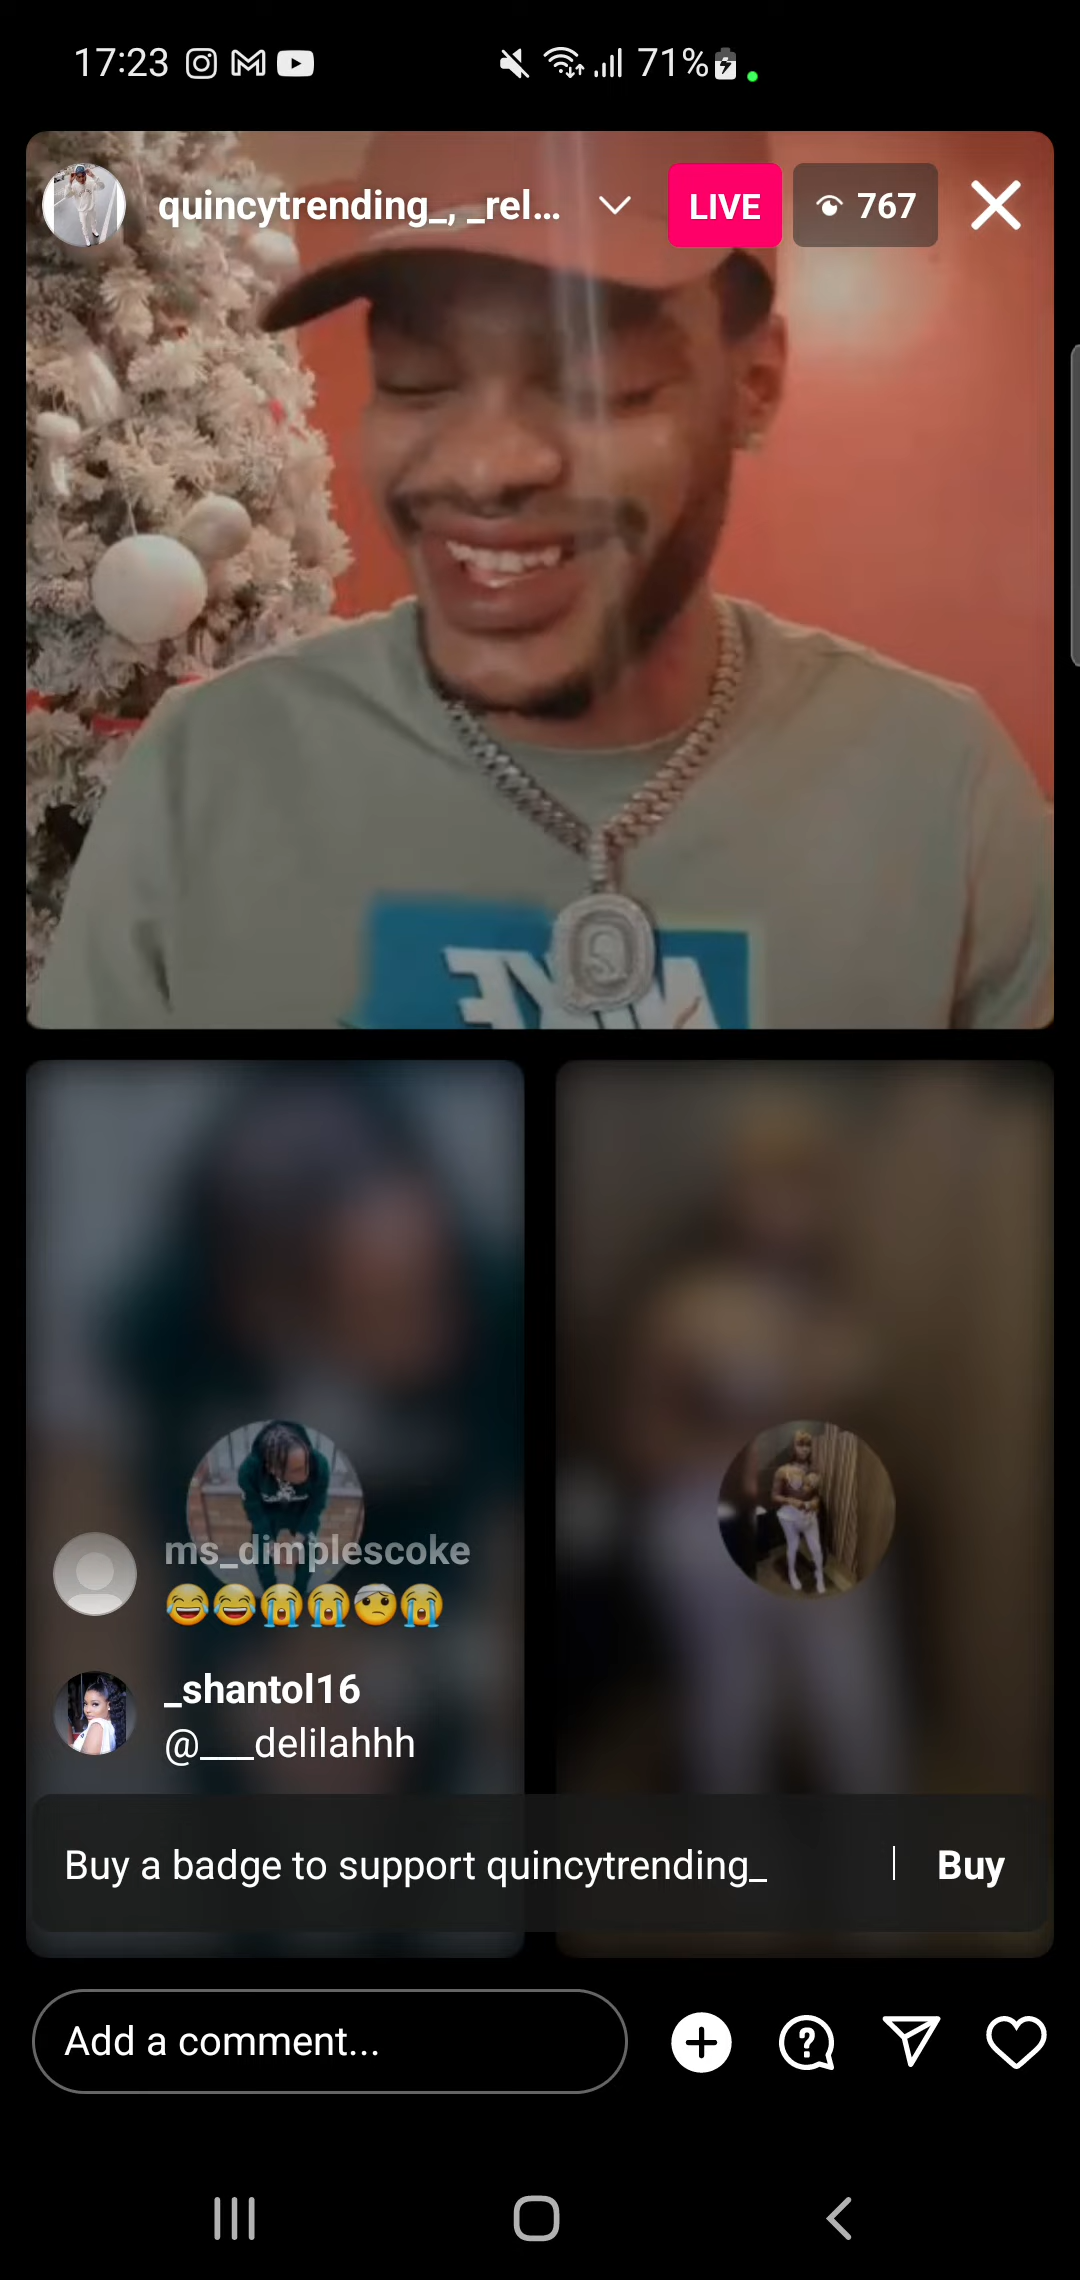 17:23
71%
quincytrending_, _rel...
LIVE
767
ms_dimplescoke
😂😂😭😭🤕😭
_shantol16
@___delilahhh
Buy a badge to support quincytrending_ | Buy
Add a comment...